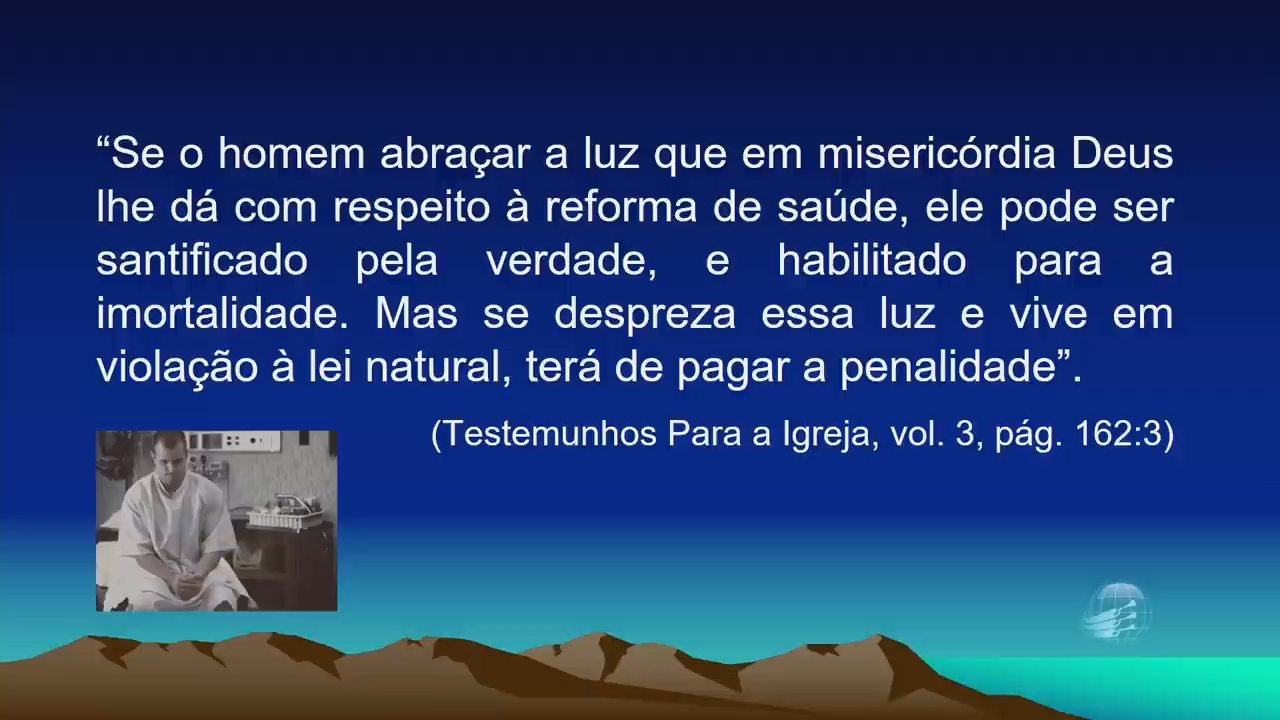 “Se o homem abraçar a luz que em misericórdia Deus
lhe dá com respeito à reforma de saúde, ele pode ser
santificado pela verdade, e habilitado para a
imortalidade. Mas se despreza essa luz e vive em
violação à lei natural, terá de pagar a penalidade”.
(Testemunhos Para a Igreja, vol. 3, pág. 162:3)